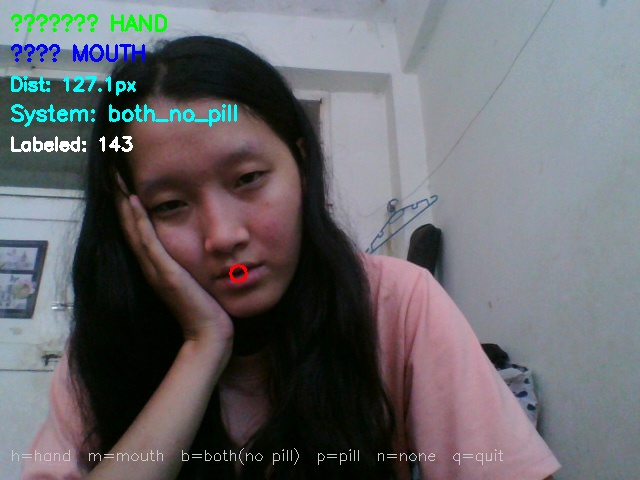 ??????? HAND
???? MOUTH
Dist: 127.1px
System: both_no_pill
Labeled: 143
h=hand m=mouth b=both(no pill) p=pill n=none q=quit